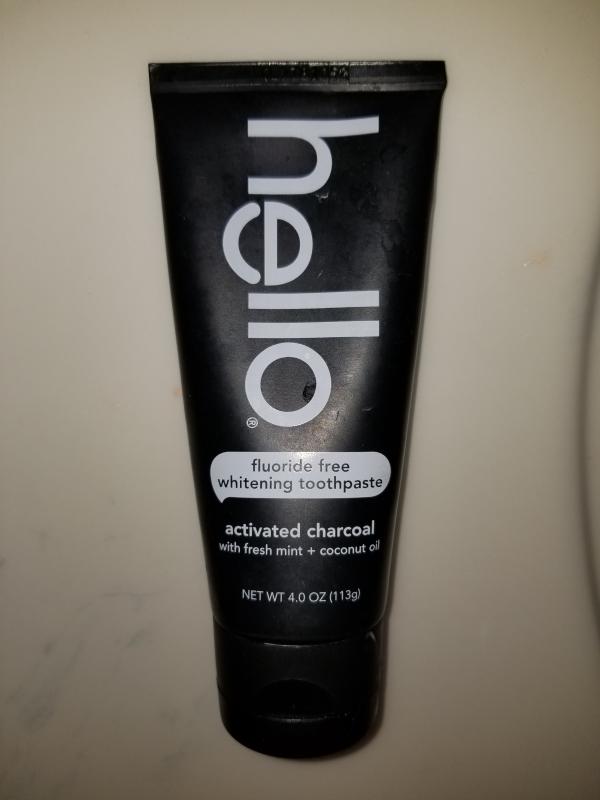 hello®
fluoride free
whitening toothpaste
activated charcoal
with fresh mint + coconut oil
NET WT 4.0 OZ (113g)